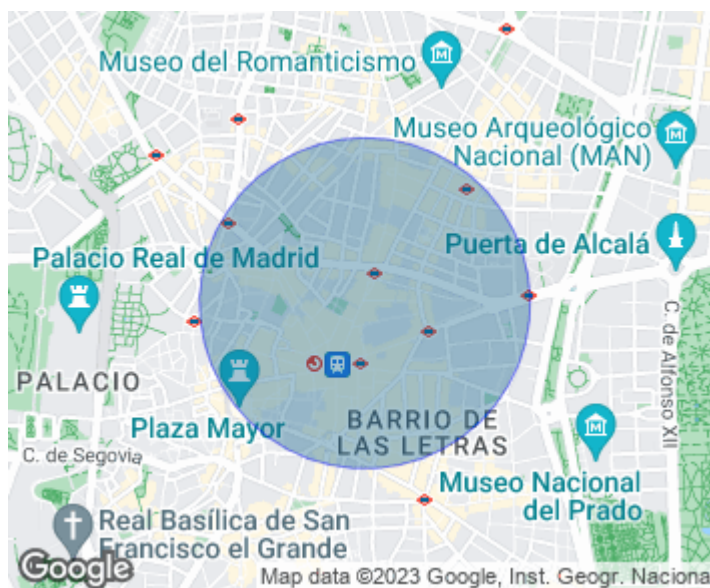 Museo del Romanticismo
Museo Arqueológico
Nacional (MAN)
Puerta de Alcalá
Palacio Real de Madrid
C. de Alfonso XII
PALACIO
Plaza Mayor
BARRIO DE
LAS LETRAS
C. de Segovia
Museo Nacional
del Prado
Real Basílica de San
Francisco el Grande
Google
Map data ©2023 Google, Inst. Geogr. Naciona